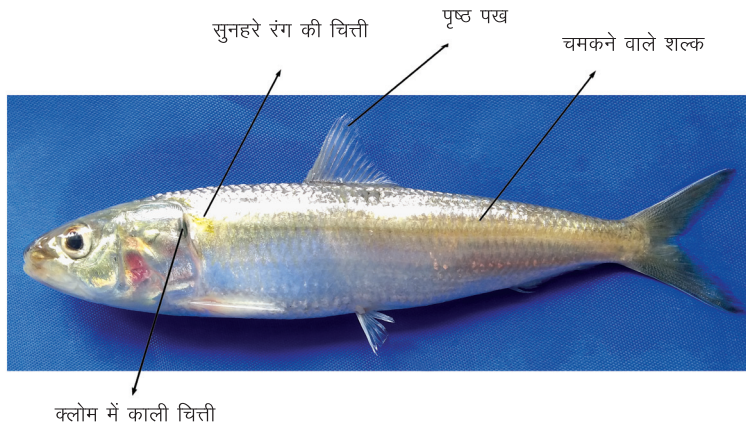 पृष्ठ पख
सुनहरे रंग की चित्ती
चमकने वाले शल्क
क्लोम में काली चित्ती